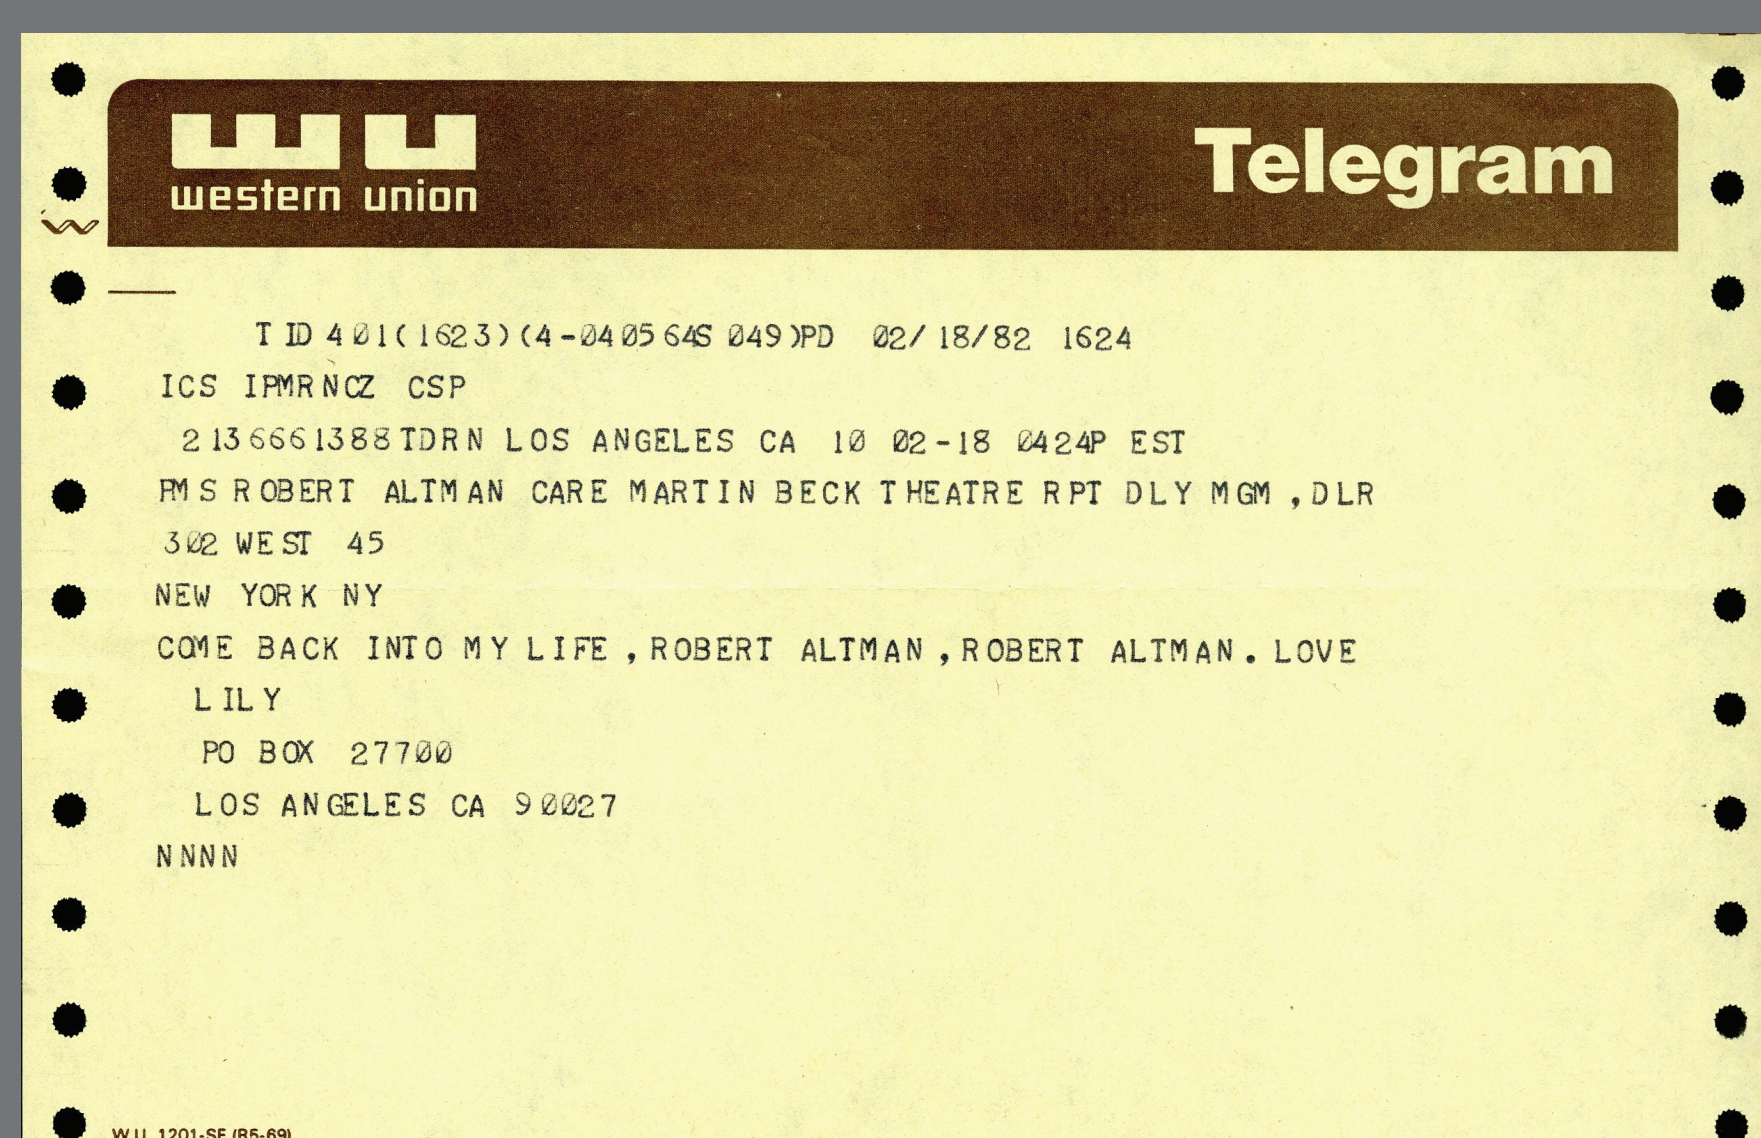 western union
Telegram
T ID 401(1623)(4-040564S 049)PD 02/18/82 1624
ICS IPMRNCZ CSP
2136661388TDRN LOS ANGELES CA 10 02-18 0424P EST
PMS ROBERT ALTMAN CARE MARTIN BECK THEATRE RPT DLY MGM ,DLR
302 WEST 45
NEW YORK NY
COME BACK INTO MY LIFE ,ROBERT ALTMAN ,ROBERT ALTMAN. LOVE
LILY
PO BOX 27700
LOS ANGELES CA 90027
NNNN
W.U. 1201-SF (R5-69)